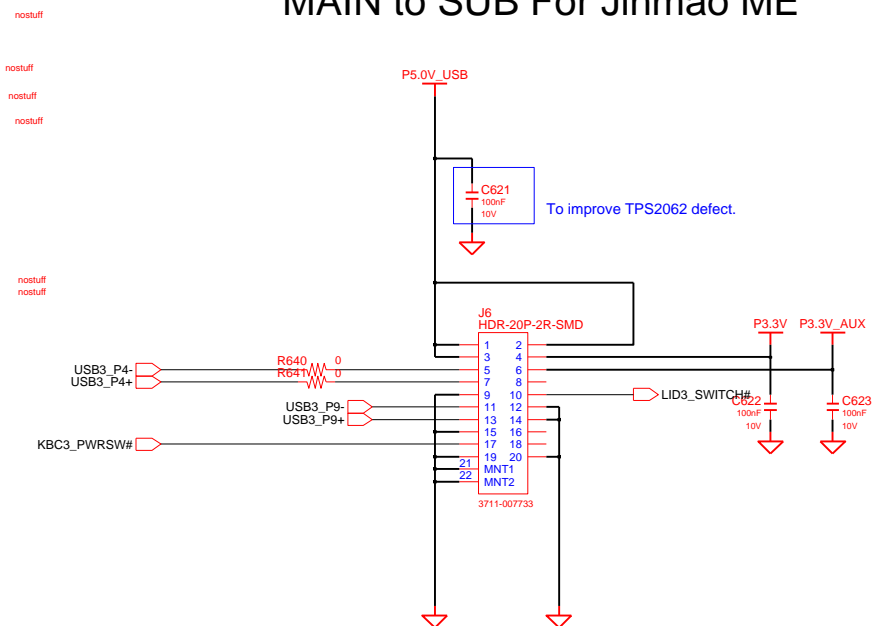 MAIN to SUB For Jinmao ME
nostuff
nostuff
nostuff
nostuff
nostuff
nostuff
P5.0V_USB
C621
100nF
10V
To improve TPS2062 defect.
J6
HDR-20P-2R-SMD
P3.3V P3.3V_AUX
1 2
3 4
USB3_P4- R640 0 5 6
USB3_P4+ R641 0 7 8
9 10 LID3_SWITCH#
USB3_P9- 11 12
USB3_P9+ 13 14
15 16
KBC3_PWRSW# 17 18
19 20
21 MNT1
22 MNT2
3711-007733
C622
100nF
10V
C623
100nF
10V